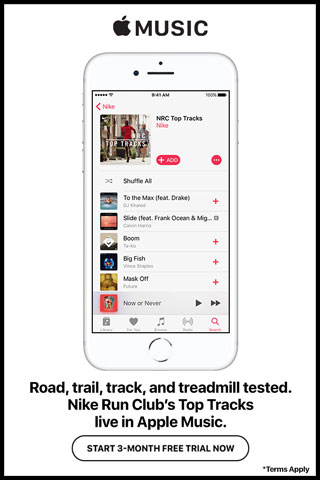 MUSIC
9:41 AM
100%
Nike
NRC Top Tracks
Nike
NRC
TOP TRACKS
+ ADD
Shuffle All
To the Max (feat. Drake)
DJ Khaled
Slide (feat. Frank Ocean & Mig...
Calvin Harris
Boom
Ta-ku
Big Fish
Vince Staples
Mask Off
Future
Now or Never
Library For You Browse Radio Search
Road, trail, track, and treadmill tested.
Nike Run Club's Top Tracks
live in Apple Music.
START 3-MONTH FREE TRIAL NOW
*Terms Apply